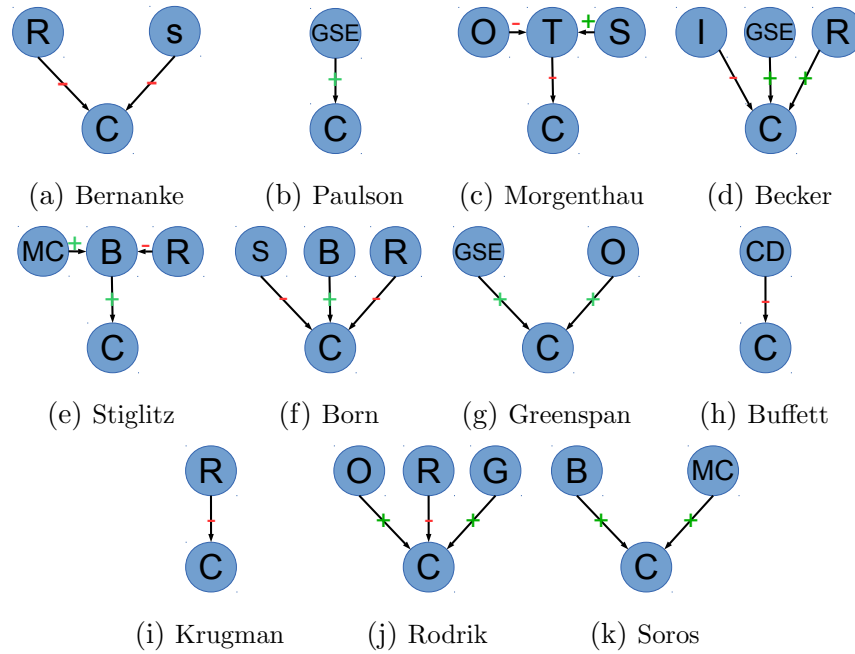 R s GSE O - T + S I GSE R
- - + - - + +
C C C C
(a) Bernanke (b) Paulson (c) Morgenthau (d) Becker
MC + B - R S B R GSE O CD
+ - + - + + -
C C C C
(e) Stiglitz (f) Born (g) Greenspan (h) Buffett
R O R G B MC
- + - + + +
C C C
(i) Krugman (j) Rodrik (k) Soros